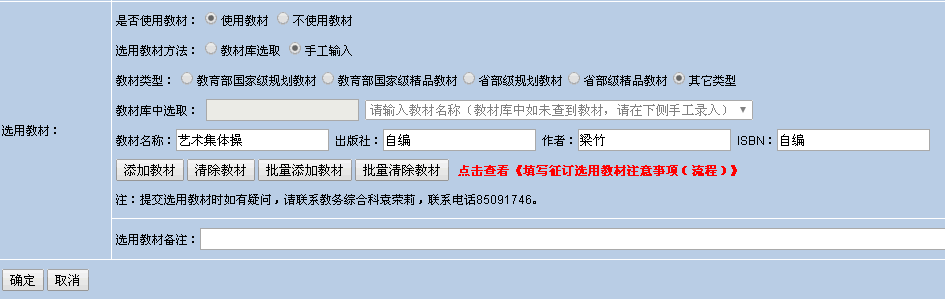 是否使用教材： 使用教材 不使用教材
选用教材方法： 教材库选取 手工输入
教材类型： 教育部国家级规划教材 教育部国家级精品教材 省部级规划教材 省部级精品教材 其它类型
教材库中选取： 请输入教材名称（教材库中如未查到教材，请在下侧手工录入）
选用教材：
教材名称：艺术集体操 出版社：自编 作者：梁竹 ISBN：自编
添加教材 清除教材 批量添加教材 批量清除教材 点击查看《填写征订选用教材注意事项（流程）》
注：提交选用教材时如有疑问，请联系教务综合科袁荣莉，联系电话85091746。
选用教材备注：
确定 取消